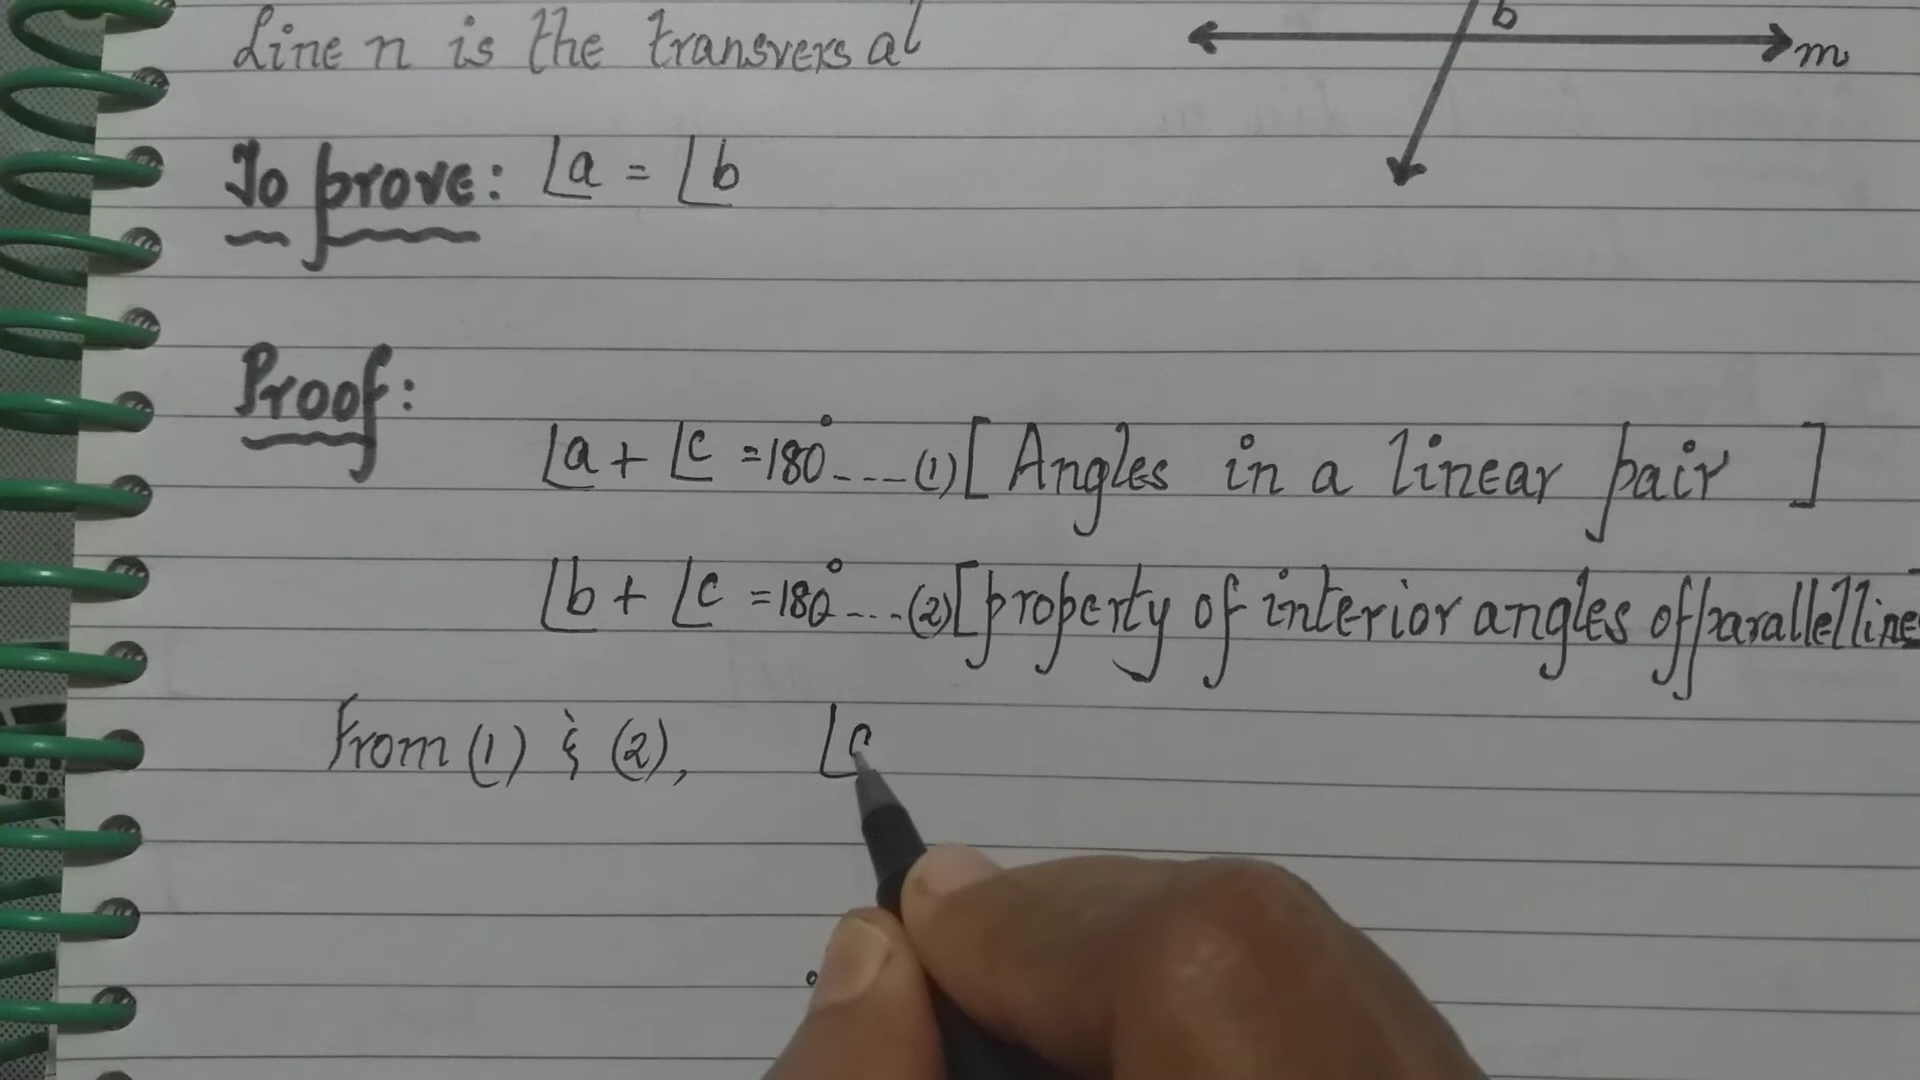 Line n is the transversal
b
m
To prove: ∠a = ∠b
Proof:
∠a + ∠c = 180° ---- (1) [Angles in a linear pair ]
∠b + ∠c = 180° ---- (2) [property of interior angles of parallel line
From (1) & (2), ∠c